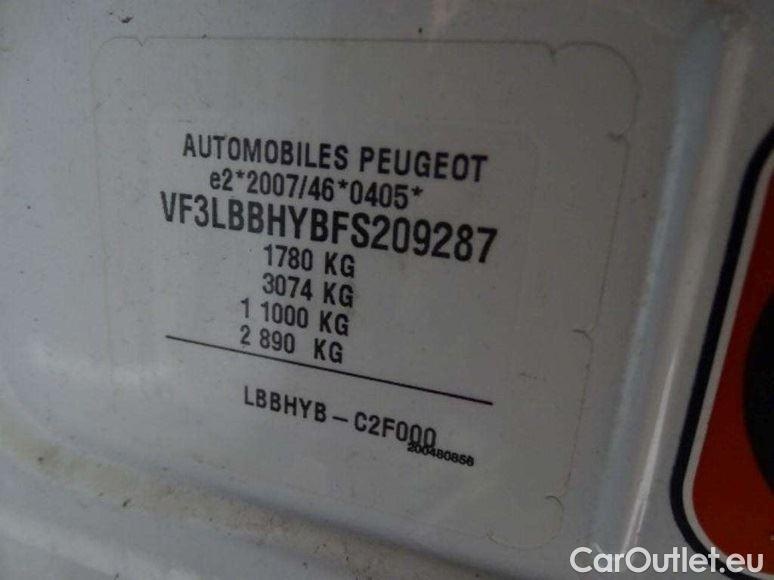 AUTOMOBILES PEUGEOT
e2*2007/46*0405*
VF3LBBHYBFS209287
1780 KG
3074 KG
1 1000 KG
2 890 KG
LBBHYB – C2F000
200480856
CarOutlet.eu